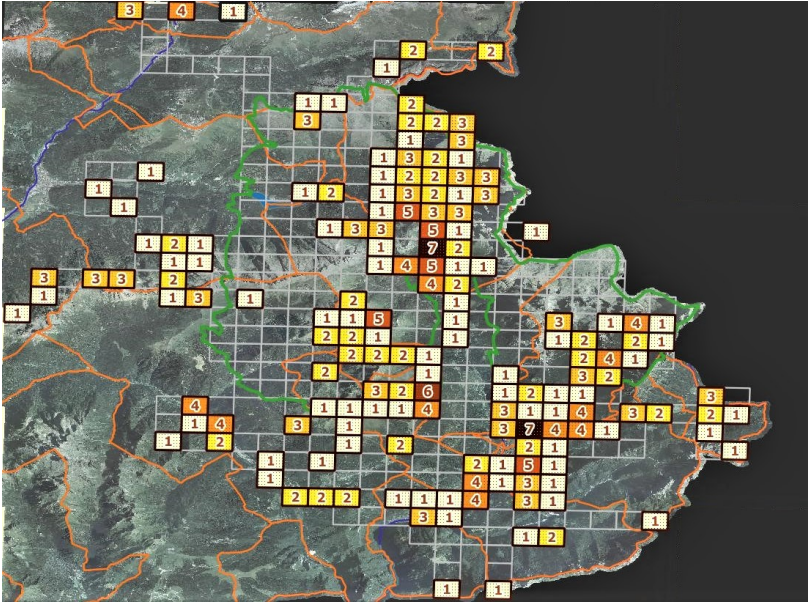 3 4 1
2 2
1
1 1 2
3 2 2 3
1 3
1 3 2 1
1 1 2 2 3 3
1 1 2 1 3 2 1 3
1 1 5 3 3
1 3 3 5 1 1
1 2 1 1 7 2
1 1 1 4 5 1 1
3 3 3 2 4 2
1 1 3 1 2 1
1 1 1 5 1 3 1 4 1
2 2 1 1 1 2 2 1
2 2 2 1 2 4 1
2 1 1 3 2
3 2 6 1 2 1 1 3
4 1 1 1 1 4 3 1 1 4 3 2 2 1
1 4 3 1 3 7 4 4 1 1
1 2 1 2 2 1 1
1 1 2 1 5 1
1 4 1 3 1
2 2 2 1 1 1 4 3 1
3 1 1
1 2
1 1